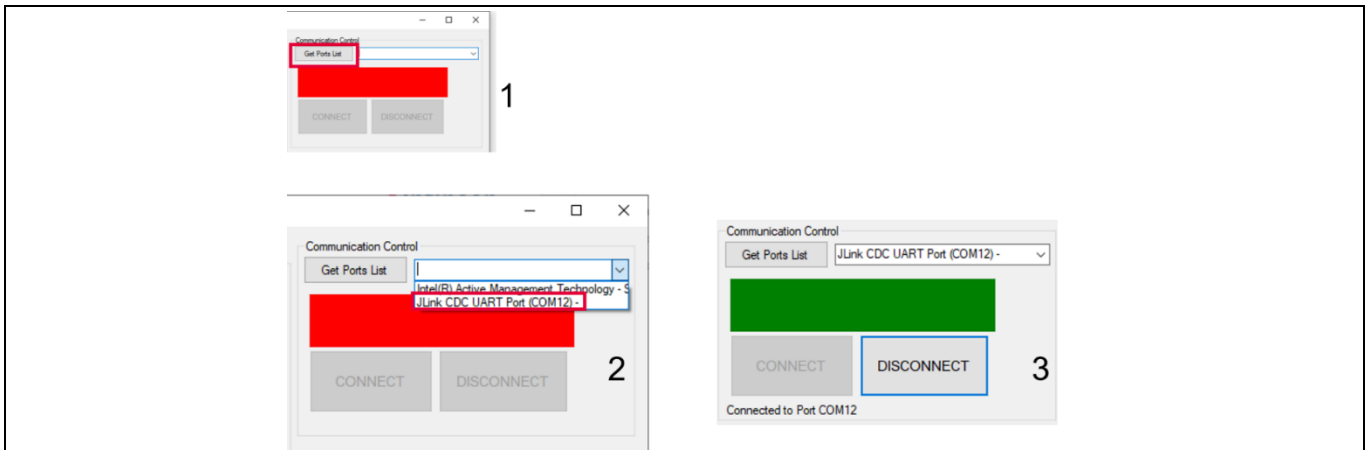 Communication Control
Get Ports List
CONNECT DISCONNECT
1
Communication Control
Get Ports List
Intel(R) Active Management Technology - S
JLink CDC UART Port (COM12) -
CONNECT DISCONNECT
2
Communication Control
Get Ports List JLink CDC UART Port (COM12) -
CONNECT DISCONNECT
3
Connected to Port COM12